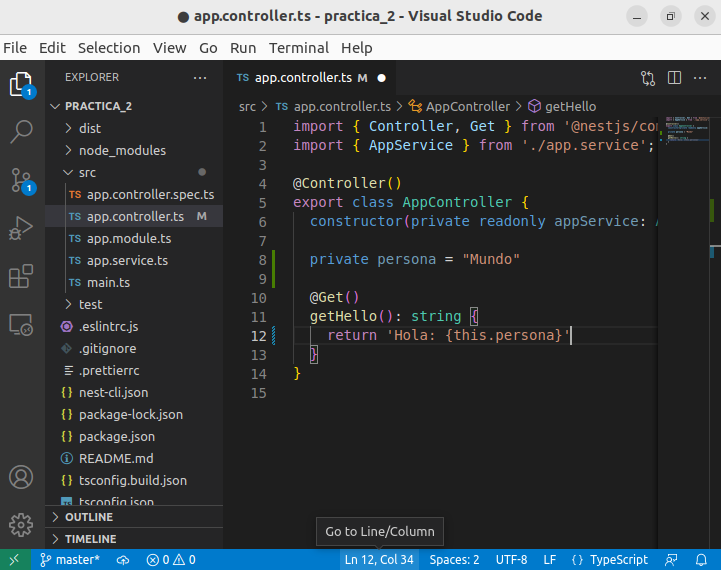 ● app.controller.ts - practica_2 - Visual Studio Code
File Edit Selection View Go Run Terminal Help
EXPLORER ···
TS app.controller.ts M ●
PRACTICA_2
src > TS app.controller.ts > AppController > getHello
dist
node_modules
src
TS app.controller.spec.ts
TS app.controller.ts M
TS app.module.ts
TS app.service.ts
TS main.ts
test
.eslintrc.js
.gitignore
.prettierrc
{} nest-cli.json
{} package-lock.json
{} package.json
README.md
tsconfig.build.json
tsconfig.json
OUTLINE
TIMELINE
1
1
1 import { Controller, Get } from '@nestjs/co
2 import { AppService } from './app.service';
3
4 @Controller()
5 export class AppController {
6 constructor(private readonly appService: A
7
8 private persona = "Mundo"
9
10 @Get()
11 getHello(): string {
12 return 'Hola: {this.persona}'
13 }
14 }
15
Go to Line/Column
master* 0 0 Ln 12, Col 34 Spaces: 2 UTF-8 LF {} TypeScript